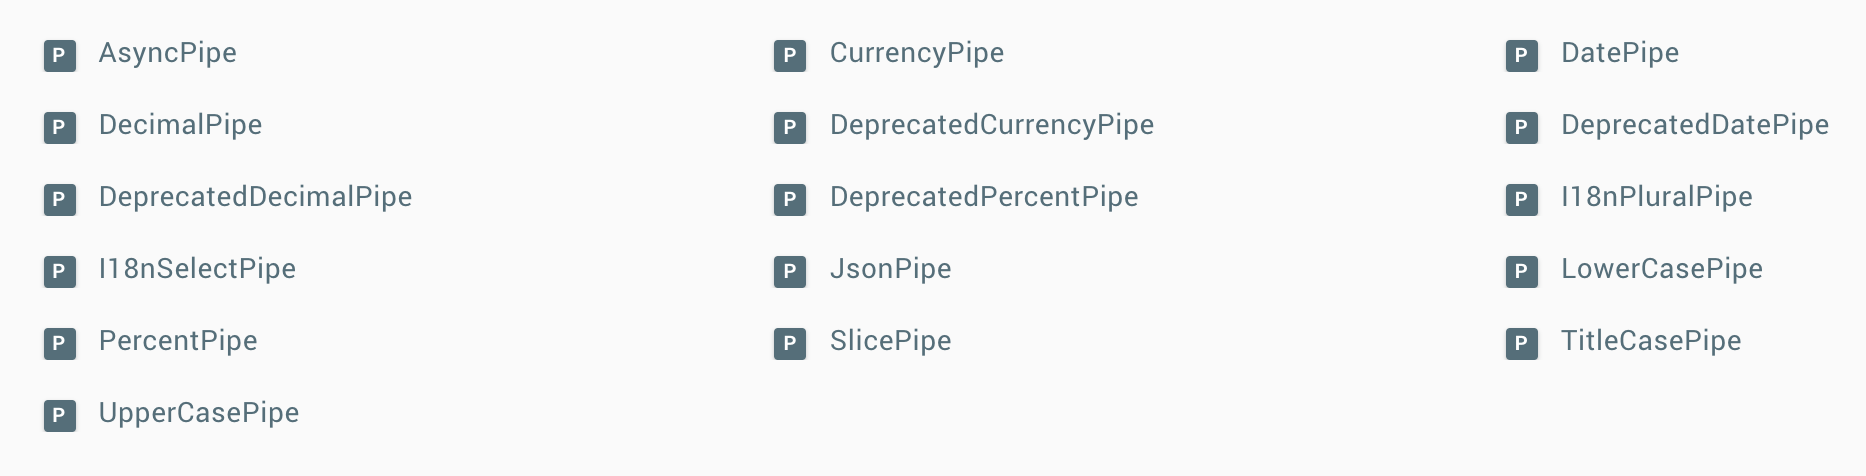 P AsyncPipe P CurrencyPipe P DatePipe
P DecimalPipe P DeprecatedCurrencyPipe P DeprecatedDatePipe
P DeprecatedDecimalPipe P DeprecatedPercentPipe P I18nPluralPipe
P I18nSelectPipe P JsonPipe P LowerCasePipe
P PercentPipe P SlicePipe P TitleCasePipe
P UpperCasePipe